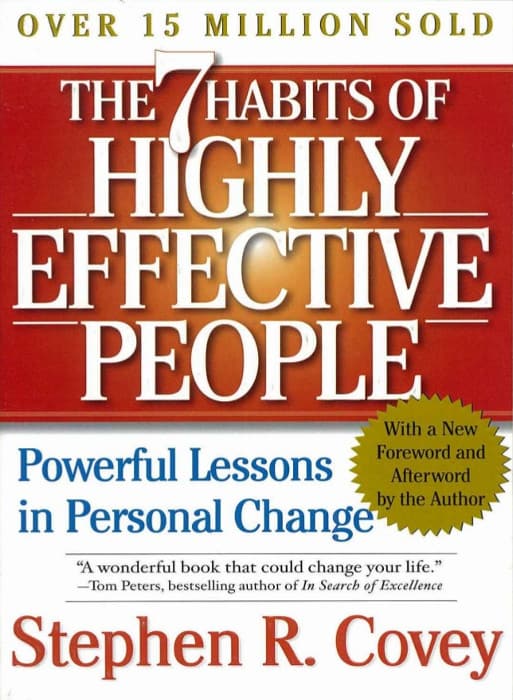 OVER 15 MILLION SOLD
THE 7 HABITS OF
HIGHLY
EFFECTIVE
PEOPLE
Powerful Lessons
in Personal Change
With a New
Foreword and
Afterword
by the Author
“A wonderful book that could change your life.”
—Tom Peters, bestselling author of In Search of Excellence
Stephen R. Covey